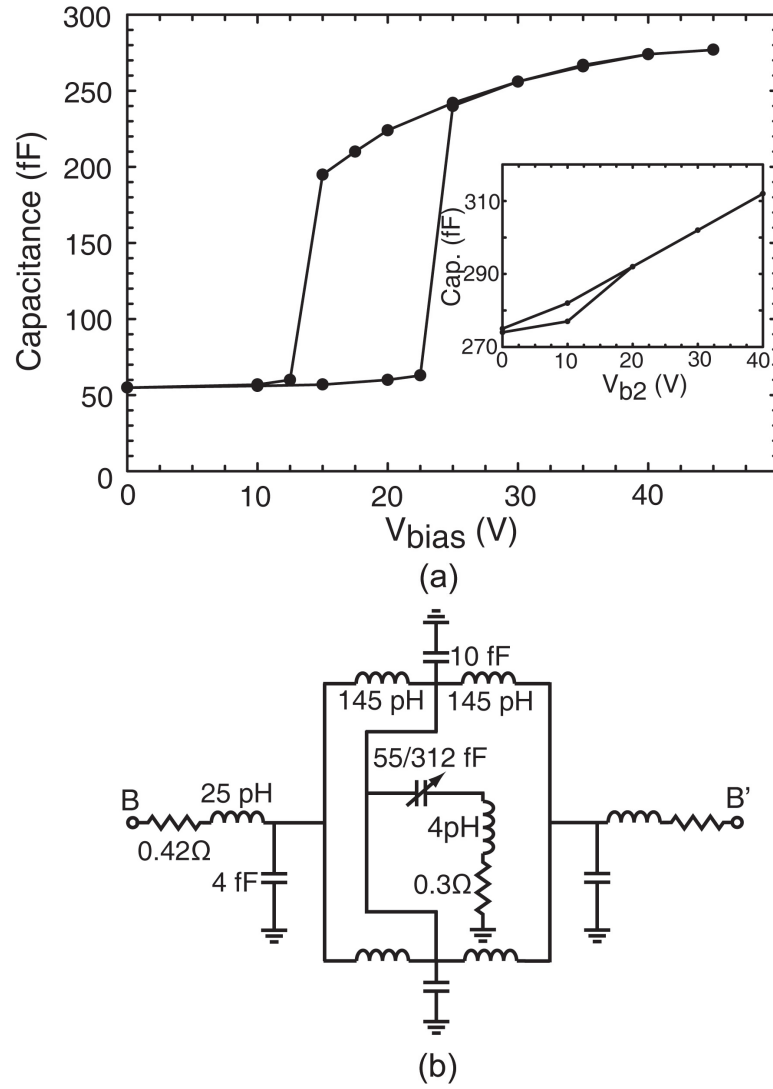 300
250
200
150
100
50
0
Capacitance (fF)
0 10 20 30 40
Vbias (V)
310
290
270
Cap. (fF)
0 10 20 30 40
Vb2 (V)
(a)
10 fF
145 pH 145 pH
55/312 fF
B 25 pH B'
4pH
0.42Ω
0.3Ω
4 fF
(b)